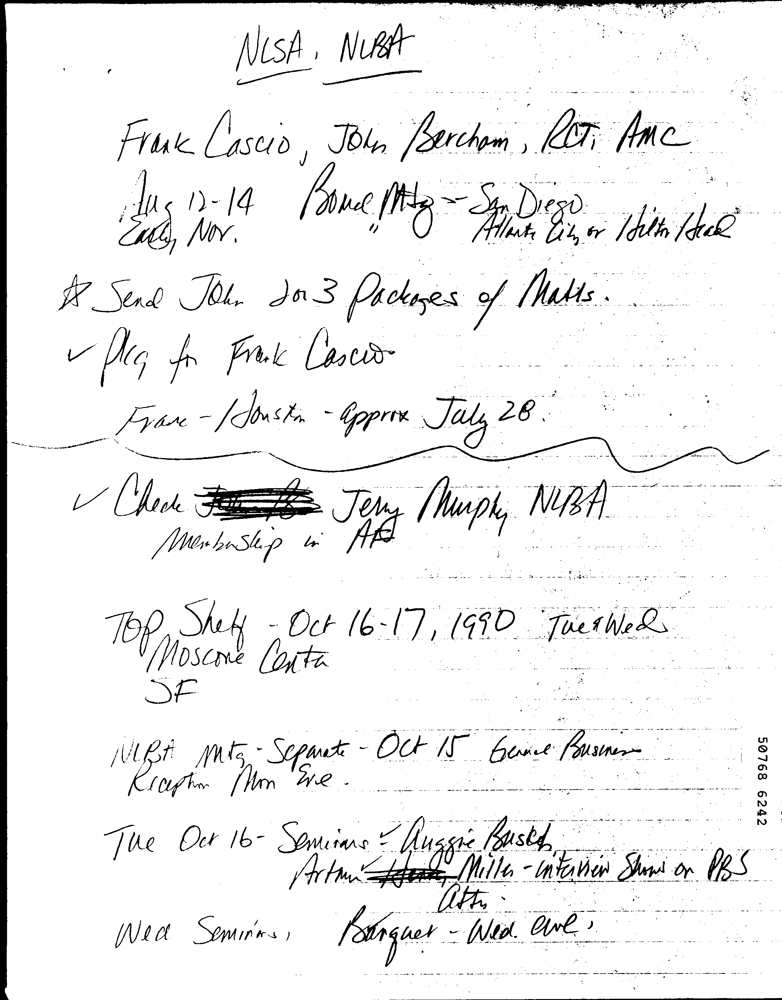 NLSA, NLBA
Frank Cascio, John Bercham, RCT, AMC
Aug 12-14 Board Mtg - San Diego
Early Nov. " Atlantic City or Hilton Head
☆ Send John 2 or 3 packages of Matls.
✓ Pkg for Frank Cascio
Franc - Houston - approx July 28.
✓ Check Jerry Murphy NLBA
Membership in
Top Shelf - Oct 16-17, 1990 Tue & Wed
Moscone Center
SF
NLBA Mtg - Separate - Oct 15 General Business
Reception Mon Eve.
Tue Oct 16 - Seminars - Auggie Busch
Arthur Miller - interview Show on PBS
Atty.
Wed Seminars, Banquet - Wed. eve.
50768 6242